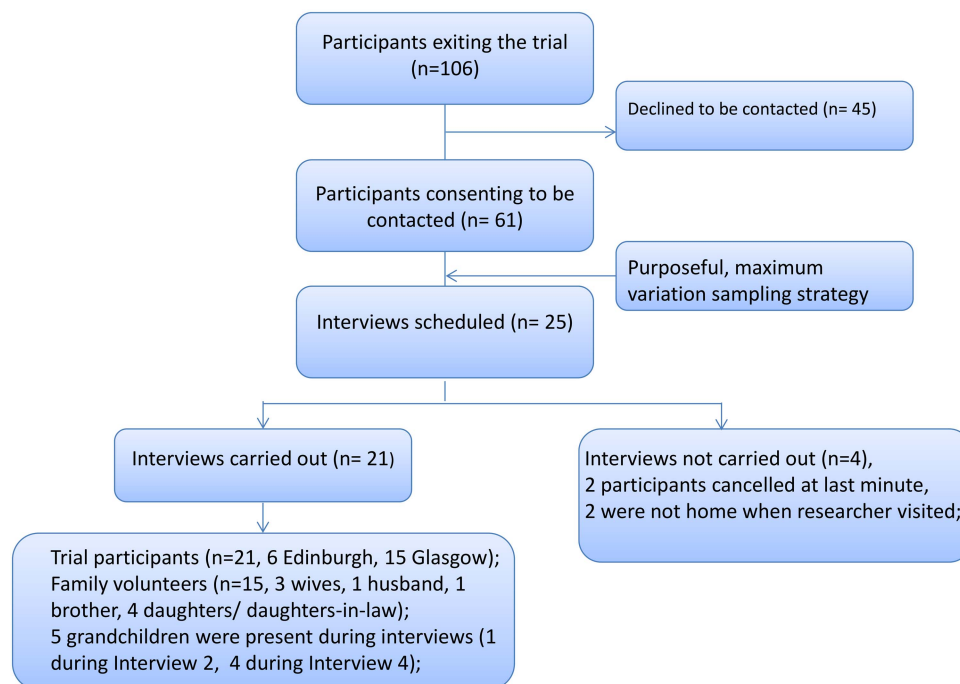 Participants exiting the trial
(n=106)
Declined to be contacted (n= 45)
Participants consenting to be
contacted (n= 61)
Purposeful, maximum
variation sampling strategy
Interviews scheduled (n= 25)
Interviews carried out (n= 21)
Interviews not carried out (n=4),
2 participants cancelled at last minute,
2 were not home when researcher visited;
Trial participants (n=21, 6 Edinburgh, 15 Glasgow);
Family volunteers (n=15, 3 wives, 1 husband, 1
brother, 4 daughters/ daughters-in-law);
5 grandchildren were present during interviews (1
during Interview 2, 4 during Interview 4);